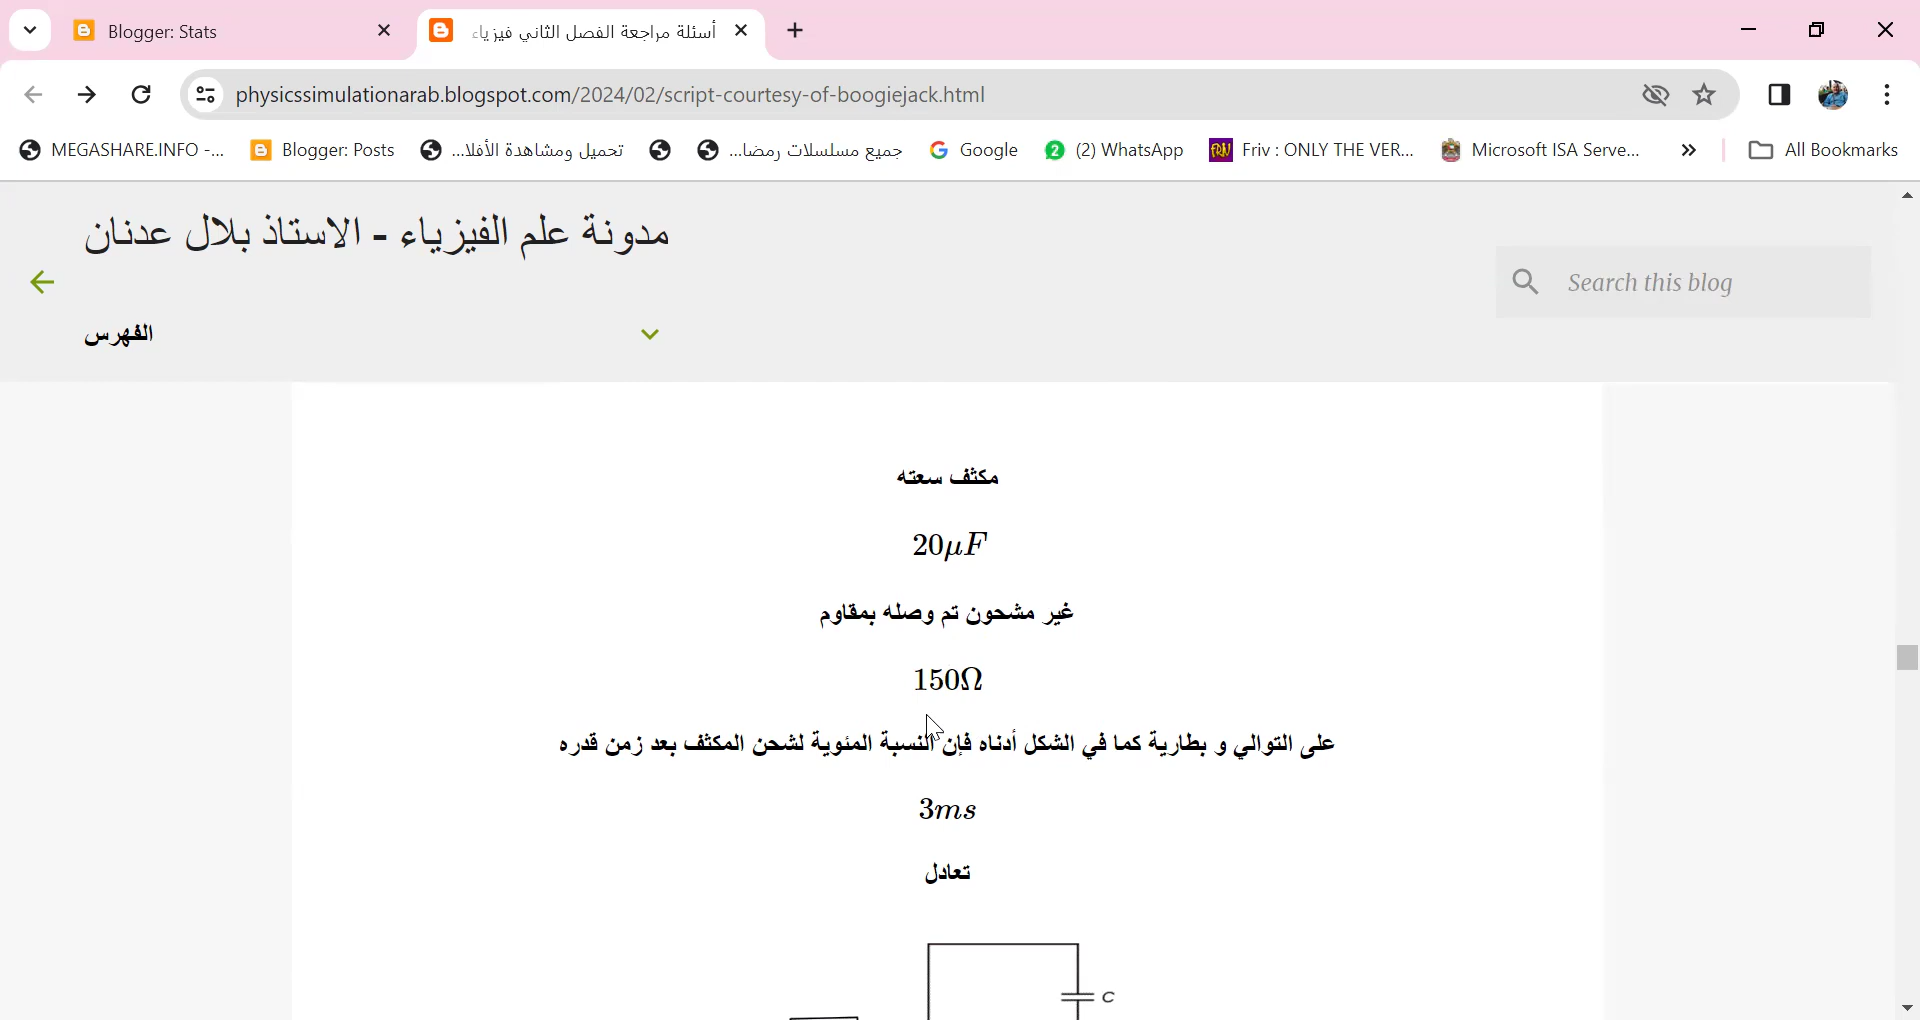 Blogger: Stats
أسئلة مراجعة الفصل الثاني فيزياء
physicssimulationarab.blogspot.com/2024/02/script-courtesy-of-boogiejack.html
MEGASHARE.INFO -...
Blogger: Posts
تحميل ومشاهدة الأفلا...
جميع مسلسلات رمضا...
Google
(2) WhatsApp
Friv : ONLY THE VER...
Microsoft ISA Serve...
»
All Bookmarks
مدونة علم الفيزياء - الاستاذ بلال عدنان
Search this blog
الفهرس
مكثف سعته
20μF
غير مشحون تم وصله بمقاوم
150Ω
على التوالي و بطارية كما في الشكل أدناه فإن النسبة المئوية لشحن المكثف بعد زمن قدره
3ms
تعادل
C